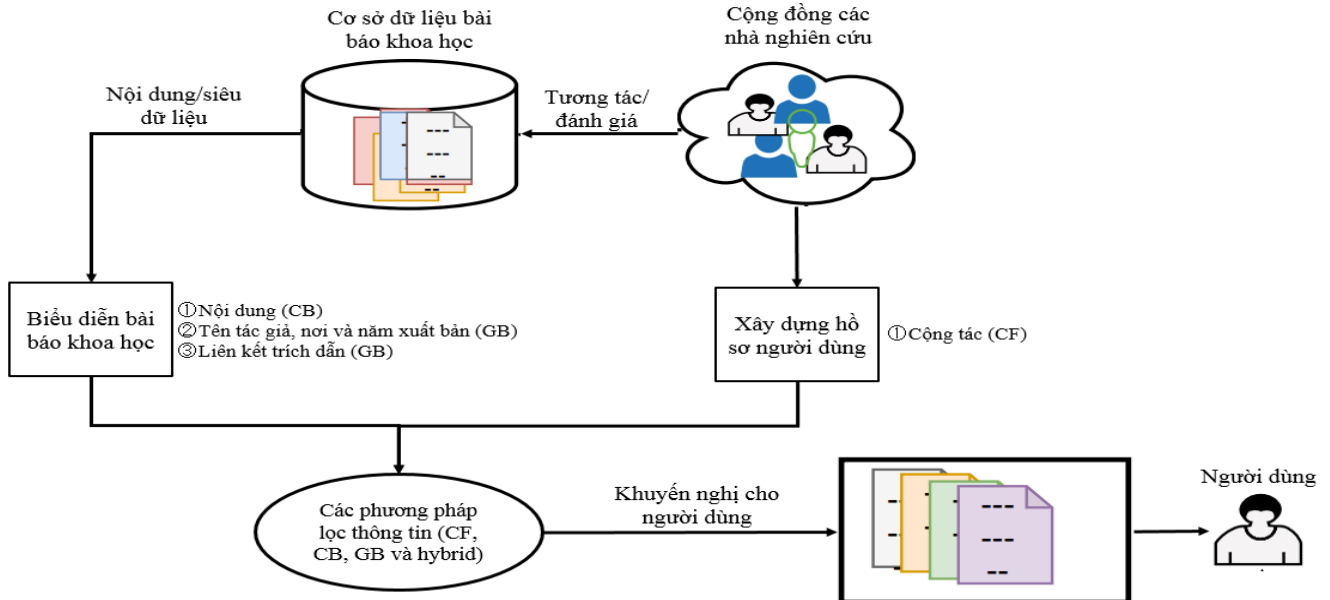 Cơ sở dữ liệu bài
báo khoa học
Cộng đồng các
nhà nghiên cứu
Nội dung/siêu
dữ liệu
Tương tác/
đánh giá
Biểu diễn bài
báo khoa học
①Nội dung (CB)
②Tên tác giả, nơi và năm xuất bản (GB)
③Liên kết trích dẫn (GB)
Xây dựng hồ
sơ người dùng
①Cộng tác (CF)
Các phương pháp
lọc thông tin (CF,
CB, GB và hybrid)
Khuyến nghị cho
người dùng
Người dùng